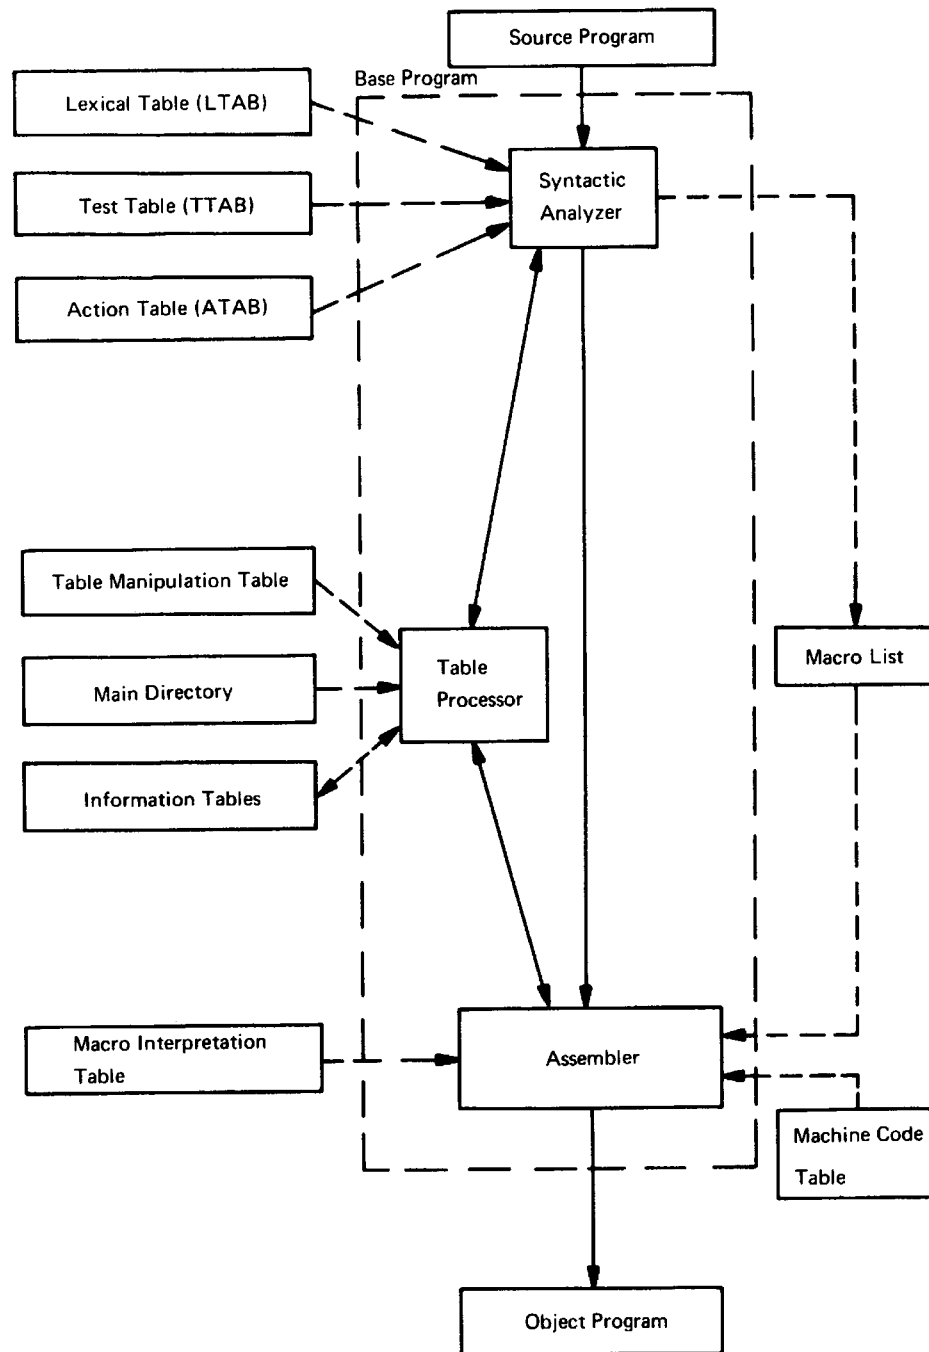 Source Program
Base Program
Lexical Table (LTAB)
Syntactic
Analyzer
Test Table (TTAB)
Action Table (ATAB)
Table Manipulation Table
Table
Processor
Macro List
Main Directory
Information Tables
Macro Interpretation
Table
Assembler
Machine Code
Table
Object Program